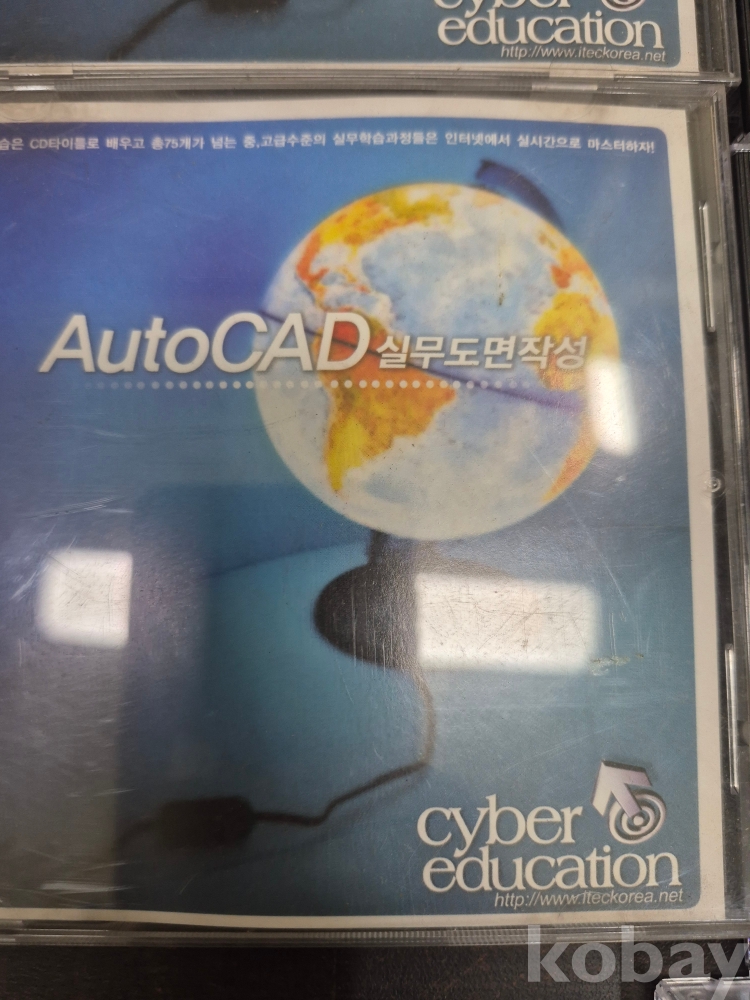 cyber
education
http://www.iteckorea.net
습은 CD타이틀로 배우고 총75개가 넘는 중,고급수준의 실무학습과정들은 인터넷에서 실시간으로 마스터하자!
AutoCAD 실무도면작성
cyber
education
http://www.iteckorea.net
kobay